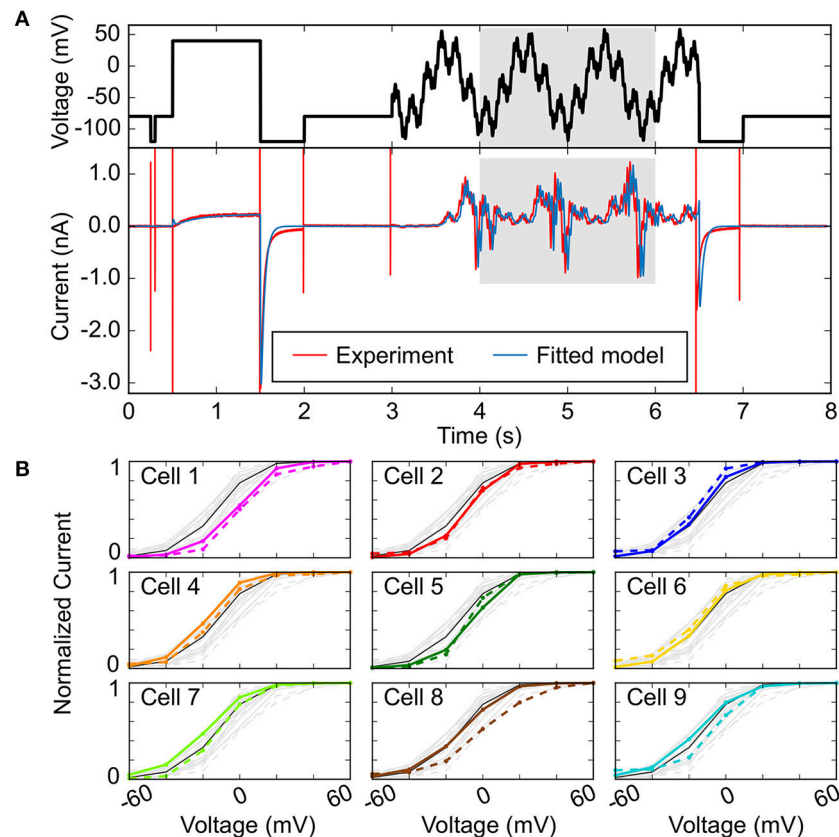 A
Voltage (mV)
50
0
-50
-100
Current (nA)
1.0
0.0
-1.0
-2.0
-3.0
Experiment
Fitted model
0 1 2 3 4 5 6 7 8
Time (s)
B
Normalized Current
1
0
Cell 1
Cell 2
Cell 3
1
0
Cell 4
Cell 5
Cell 6
1
0
Cell 7
Cell 8
Cell 9
-60 0 60
-60 0 60
-60 0 60
Voltage (mV)
Voltage (mV)
Voltage (mV)